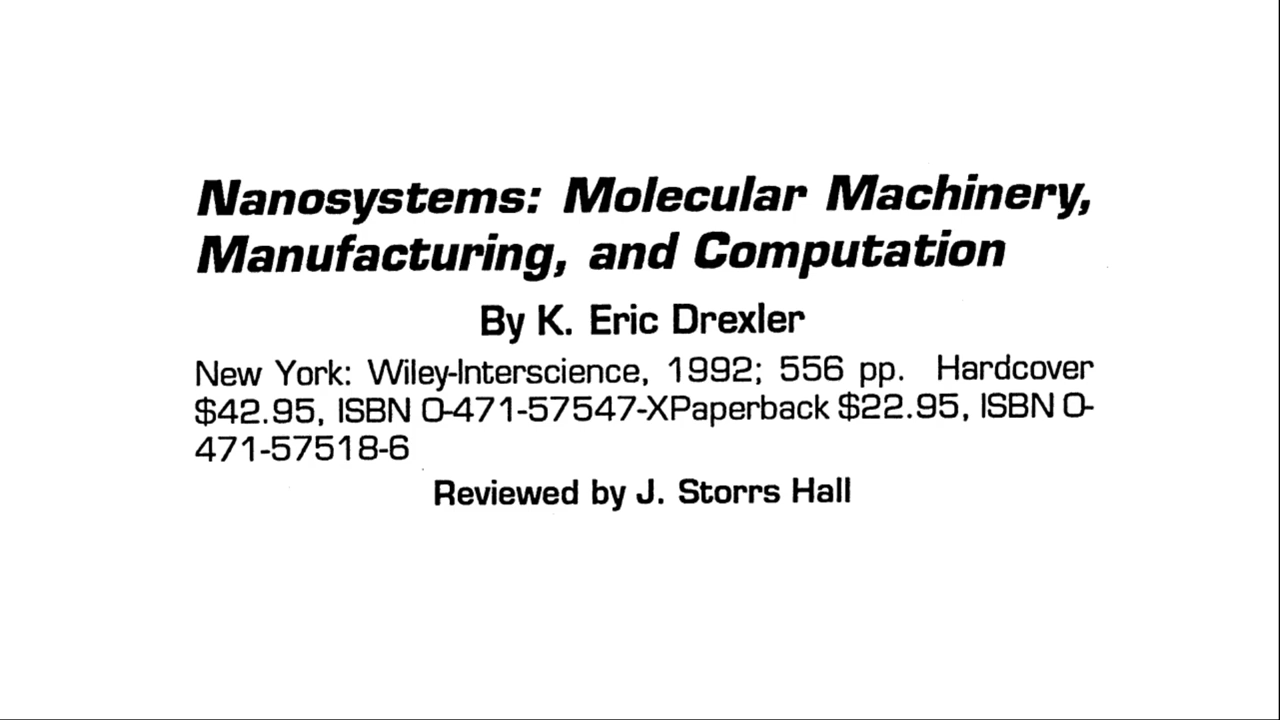 Nanosystems: Molecular Machinery,
Manufacturing, and Computation
By K. Eric Drexler
New York: Wiley-Interscience, 1992; 556 pp. Hardcover
$42.95, ISBN 0-471-57547-XPaperback $22.95, ISBN 0-
471-57518-6
Reviewed by J. Storrs Hall